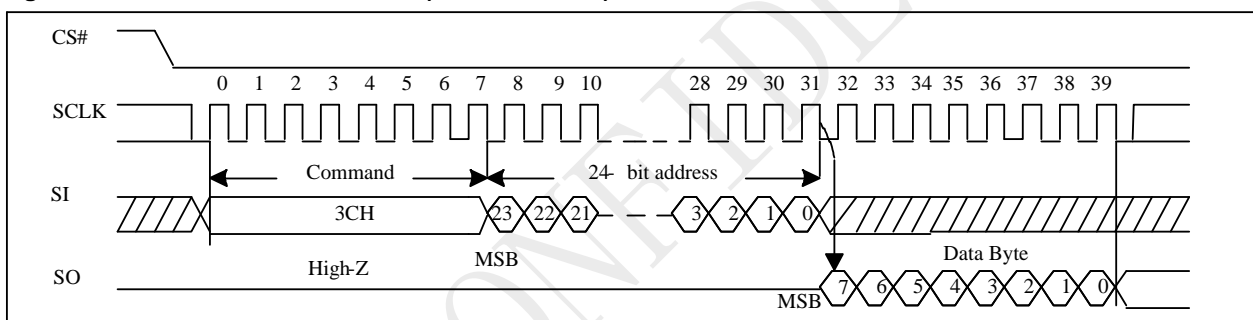 CS#
0 1 2 3 4 5 6 7 8 9 10 28 29 30 31 32 33 34 35 36 37 38 39
SCLK
Command 24- bit address
SI
3CH 23 22 21 3 2 1 0
High-Z MSB Data Byte
SO
MSB 7 6 5 4 3 2 1 0